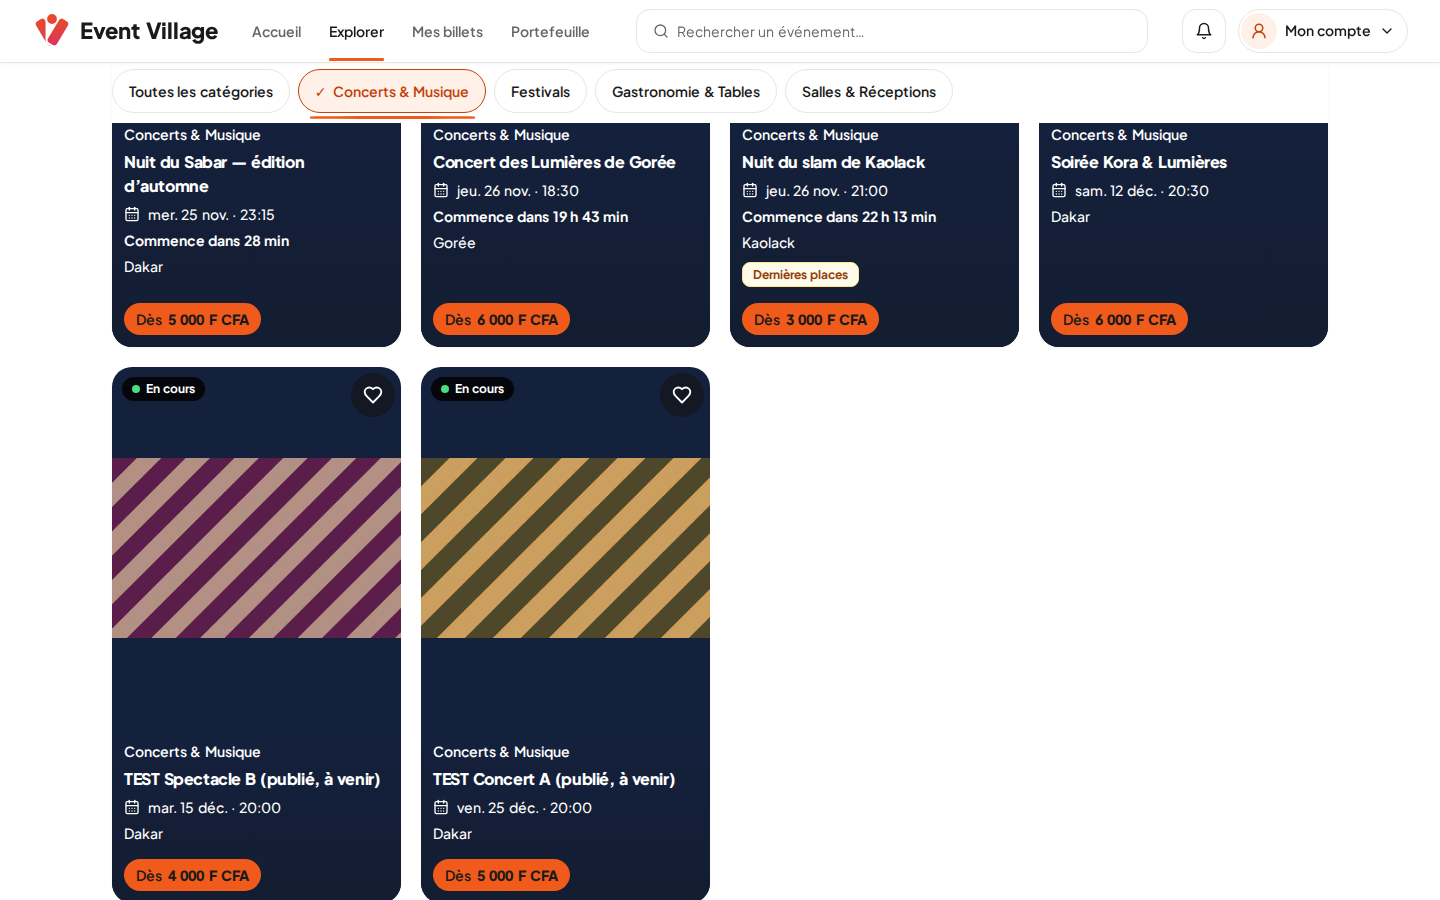 Event Village
Accueil
Explorer
Mes billets
Portefeuille
Rechercher un événement...
Mon compte
Toutes les catégories
✓ Concerts & Musique
Festivals
Gastronomie & Tables
Salles & Réceptions
Concerts & Musique
Nuit du Sabar — édition
d’automne
mer. 25 nov. · 23:15
Commence dans 28 min
Dakar
Dès 5 000 F CFA
Concerts & Musique
Concert des Lumières de Gorée
jeu. 26 nov. · 18:30
Commence dans 19 h 43 min
Gorée
Dès 6 000 F CFA
Concerts & Musique
Nuit du slam de Kaolack
jeu. 26 nov. · 21:00
Commence dans 22 h 13 min
Kaolack
Dernières places
Dès 3 000 F CFA
Concerts & Musique
Soirée Kora & Lumières
sam. 12 déc. · 20:30
Dakar
Dès 6 000 F CFA
En cours
Concerts & Musique
TEST Spectacle B (publié, à venir)
mar. 15 déc. · 20:00
Dakar
Dès 4 000 F CFA
En cours
Concerts & Musique
TEST Concert A (publié, à venir)
ven. 25 déc. · 20:00
Dakar
Dès 5 000 F CFA